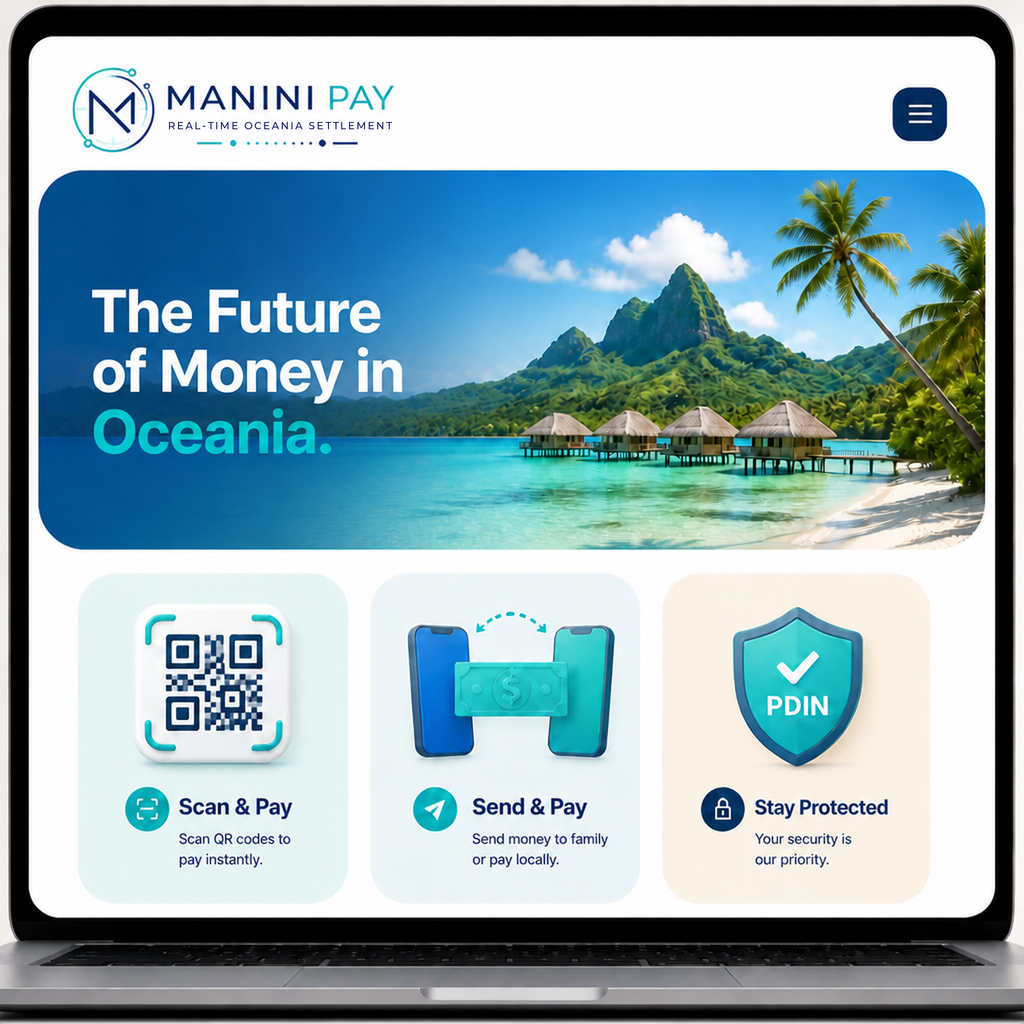 MANINI PAY
REAL-TIME OCEANIA SETTLEMENT
The Future
of Money in
Oceania.
Scan & Pay
Scan QR codes to
pay instantly.
$
Send & Pay
Send money to family
or pay locally.
PDIN
Stay Protected
Your security is
our priority.